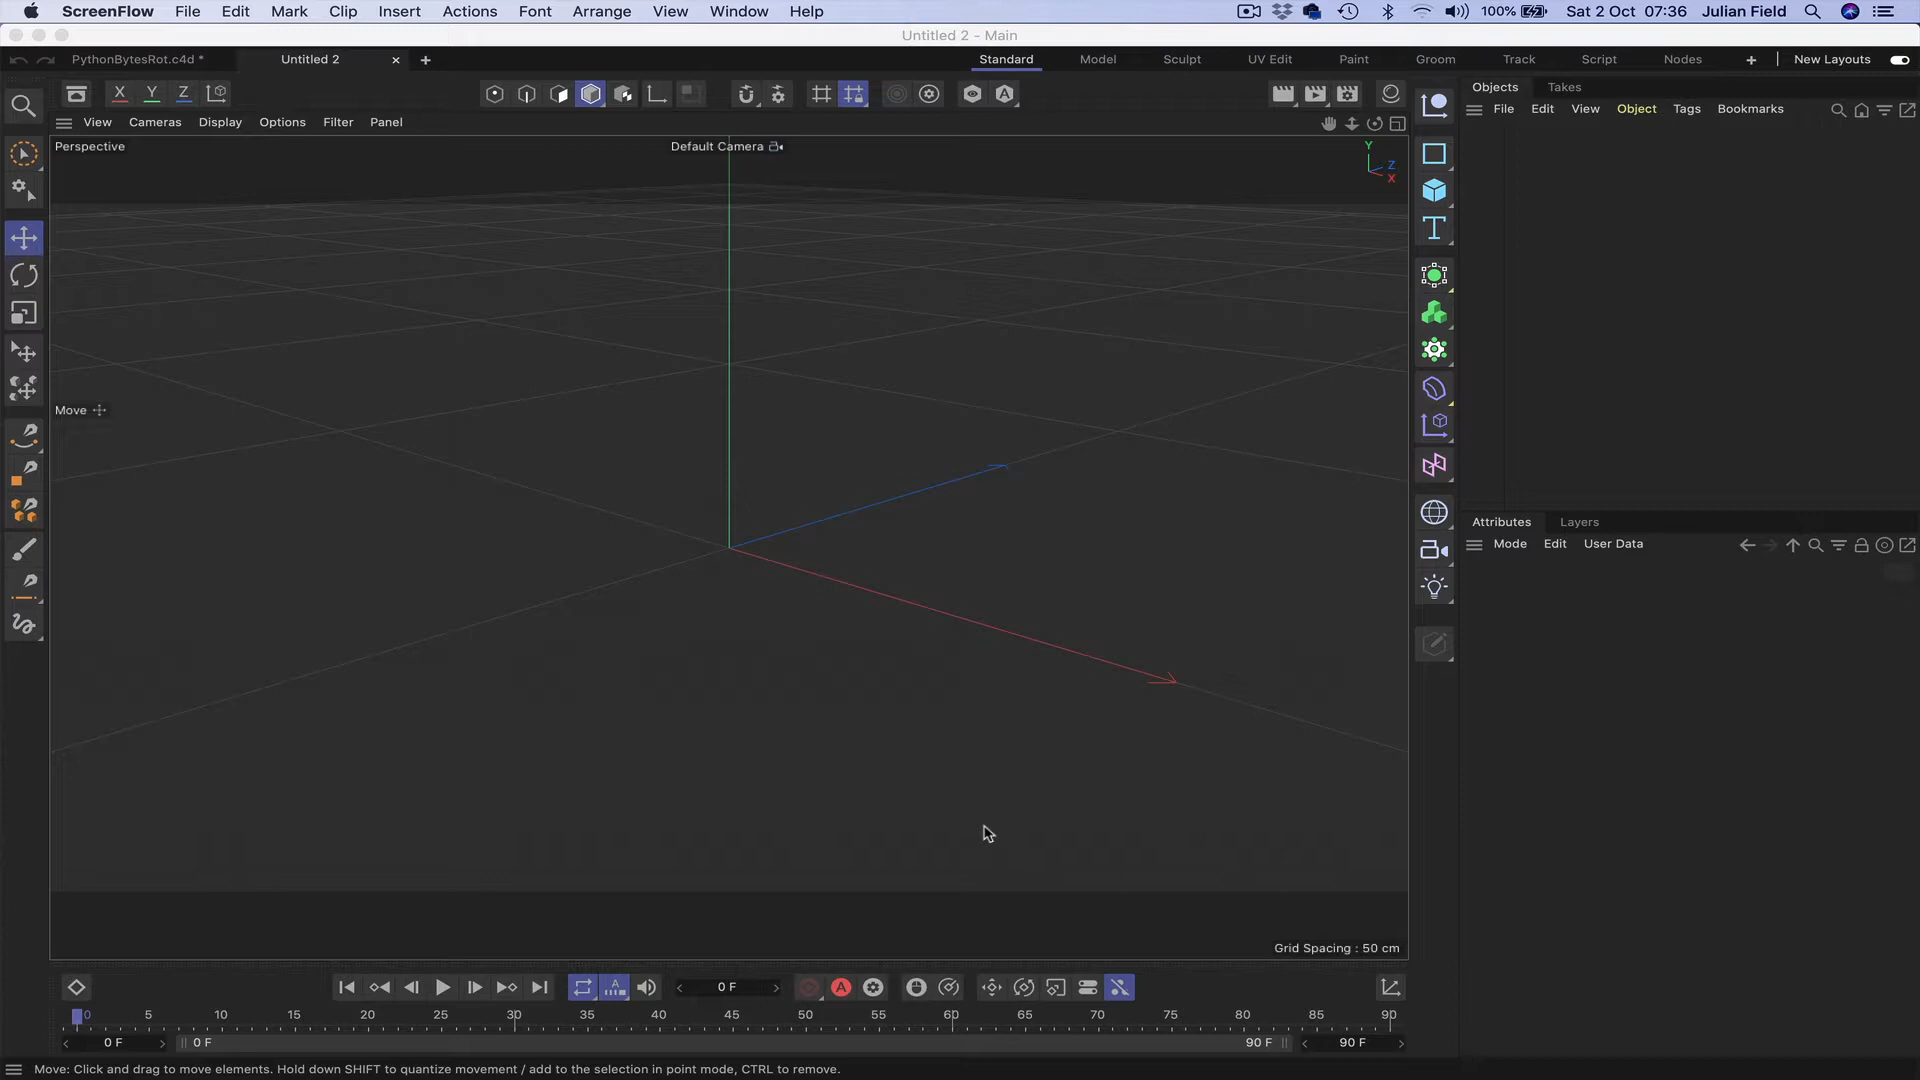 ScreenFlow File Edit Mark Clip Insert Actions Font Arrange View Window Help 100% Sat 2 Oct 07:36 Julian Field
Untitled 2 - Main
PythonBytesRot.c4d * Untitled 2 Standard Model Sculpt UV Edit Paint Groom Track Script Nodes New Layouts
X Y Z A Objects Takes
View Cameras Display Options Filter Panel File Edit View Object Tags Bookmarks
Perspective Default Camera
Y
Z
X
T
Move
Attributes Layers
Mode Edit User Data
Grid Spacing : 50 cm
A 0 F A
0 5 10 15 20 25 30 35 40 45 50 55 60 65 70 75 80 85 90
0 F 0 F 90 F 90 F
Move: Click and drag to move elements. Hold down SHIFT to quantize movement / add to the selection in point mode, CTRL to remove.